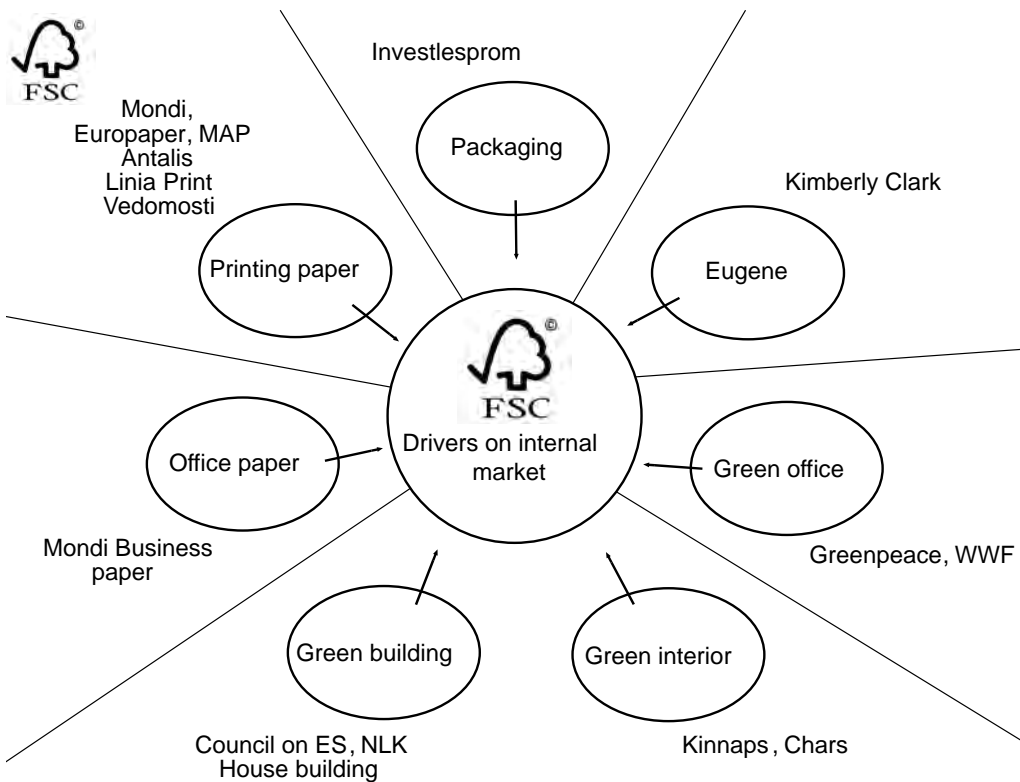 ©
FSC
Mondi,
Europaper, MAP
Antalis
Linia Print
Vedomosti
Printing paper
Investlesprom
Packaging
Kimberly Clark
Eugene
©
FSC
Drivers on internal
market
Office paper
Mondi Business
paper
Green office
Greenpeace, WWF
Green building
Council on ES, NLK
House building
Green interior
Kinnaps, Chars